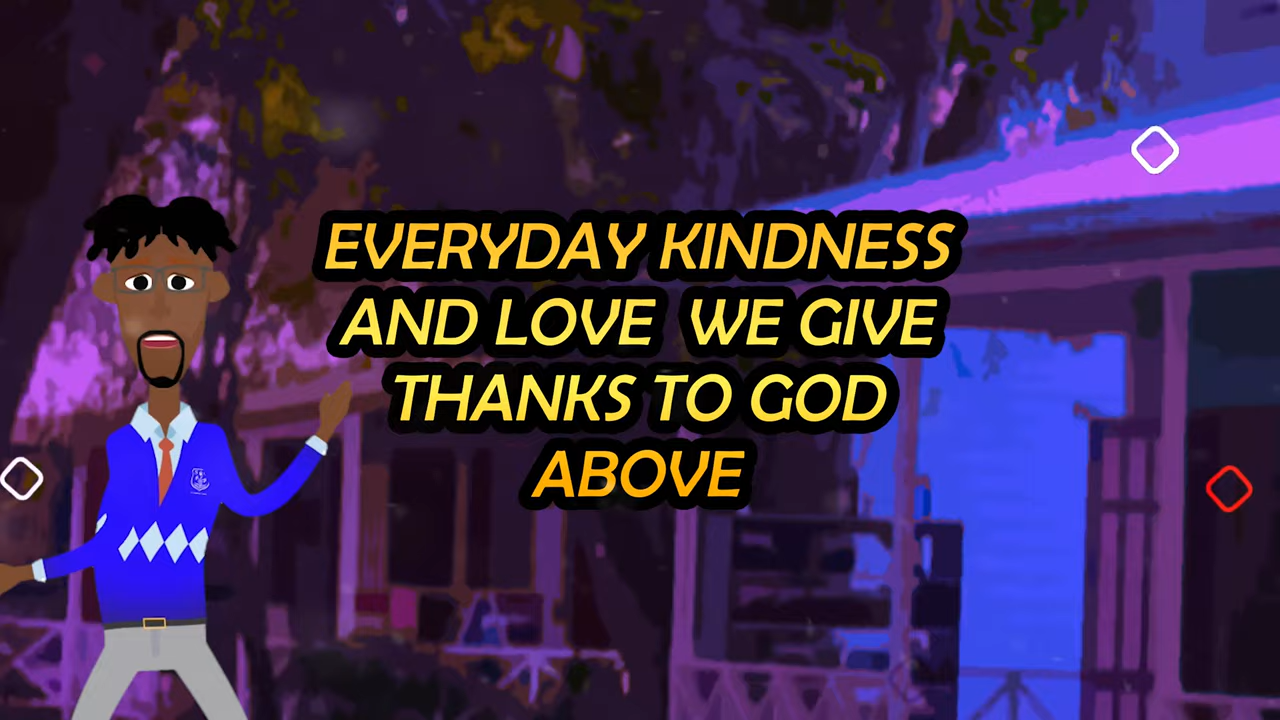 EVERYDAY KINDNESS
AND LOVE  WE GIVE
THANKS TO GOD
ABOVE